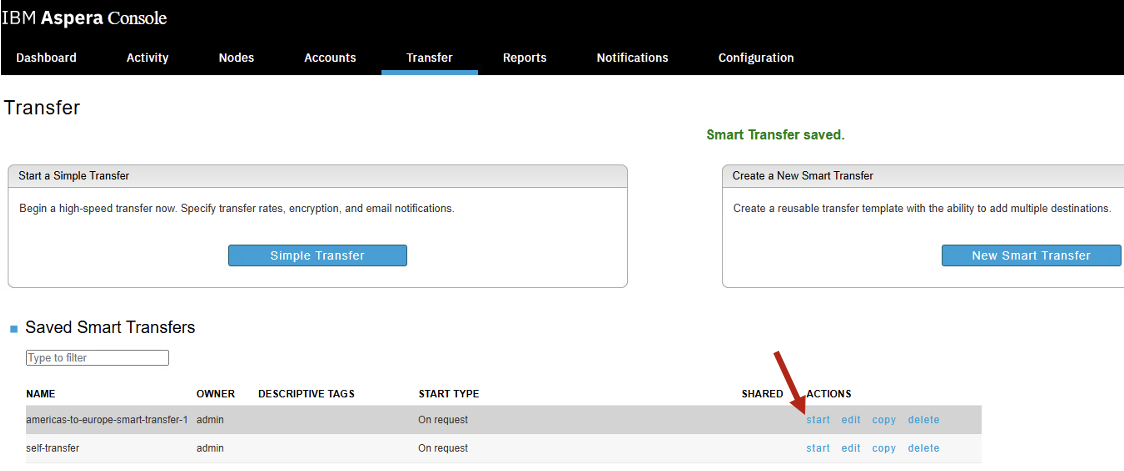 IBM Aspera Console
Dashboard Activity Nodes Accounts Transfer Reports Notifications Configuration
Transfer
Smart Transfer saved.
Start a Simple Transfer
Begin a high-speed transfer now. Specify transfer rates, encryption, and email notifications.
Simple Transfer
Create a New Smart Transfer
Create a reusable transfer template with the ability to add multiple destinations.
New Smart Transfer
Saved Smart Transfers
Type to filter
NAME OWNER DESCRIPTIVE TAGS START TYPE SHARED ACTIONS
americas-to-europe-smart-transfer-1 admin On request start edit copy delete
self-transfer admin On request start edit copy delete